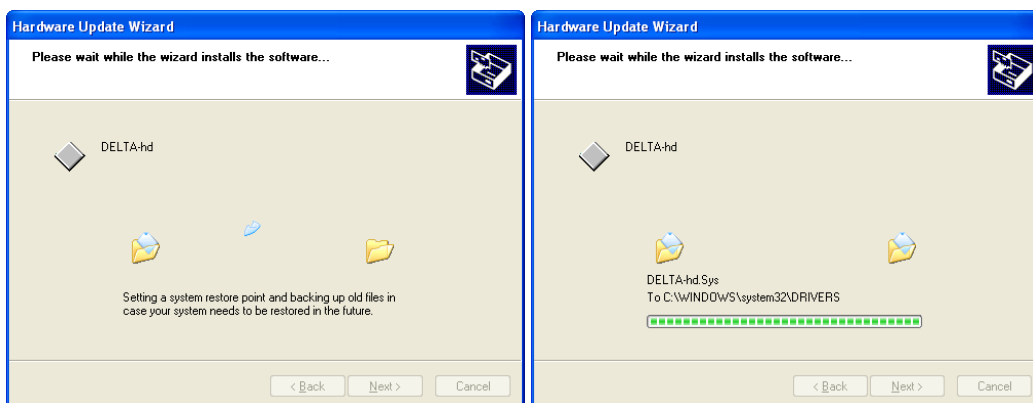 Hardware Update Wizard
Please wait while the wizard installs the software...
DELTA-hd
Setting a system restore point and backing up old files in
case your system needs to be restored in the future.
< Back
Next >
Cancel
Hardware Update Wizard
Please wait while the wizard installs the software...
DELTA-hd
DELTA-hd.Sys
To C:\WINDOWS\system32\DRIVERS
< Back
Next >
Cancel